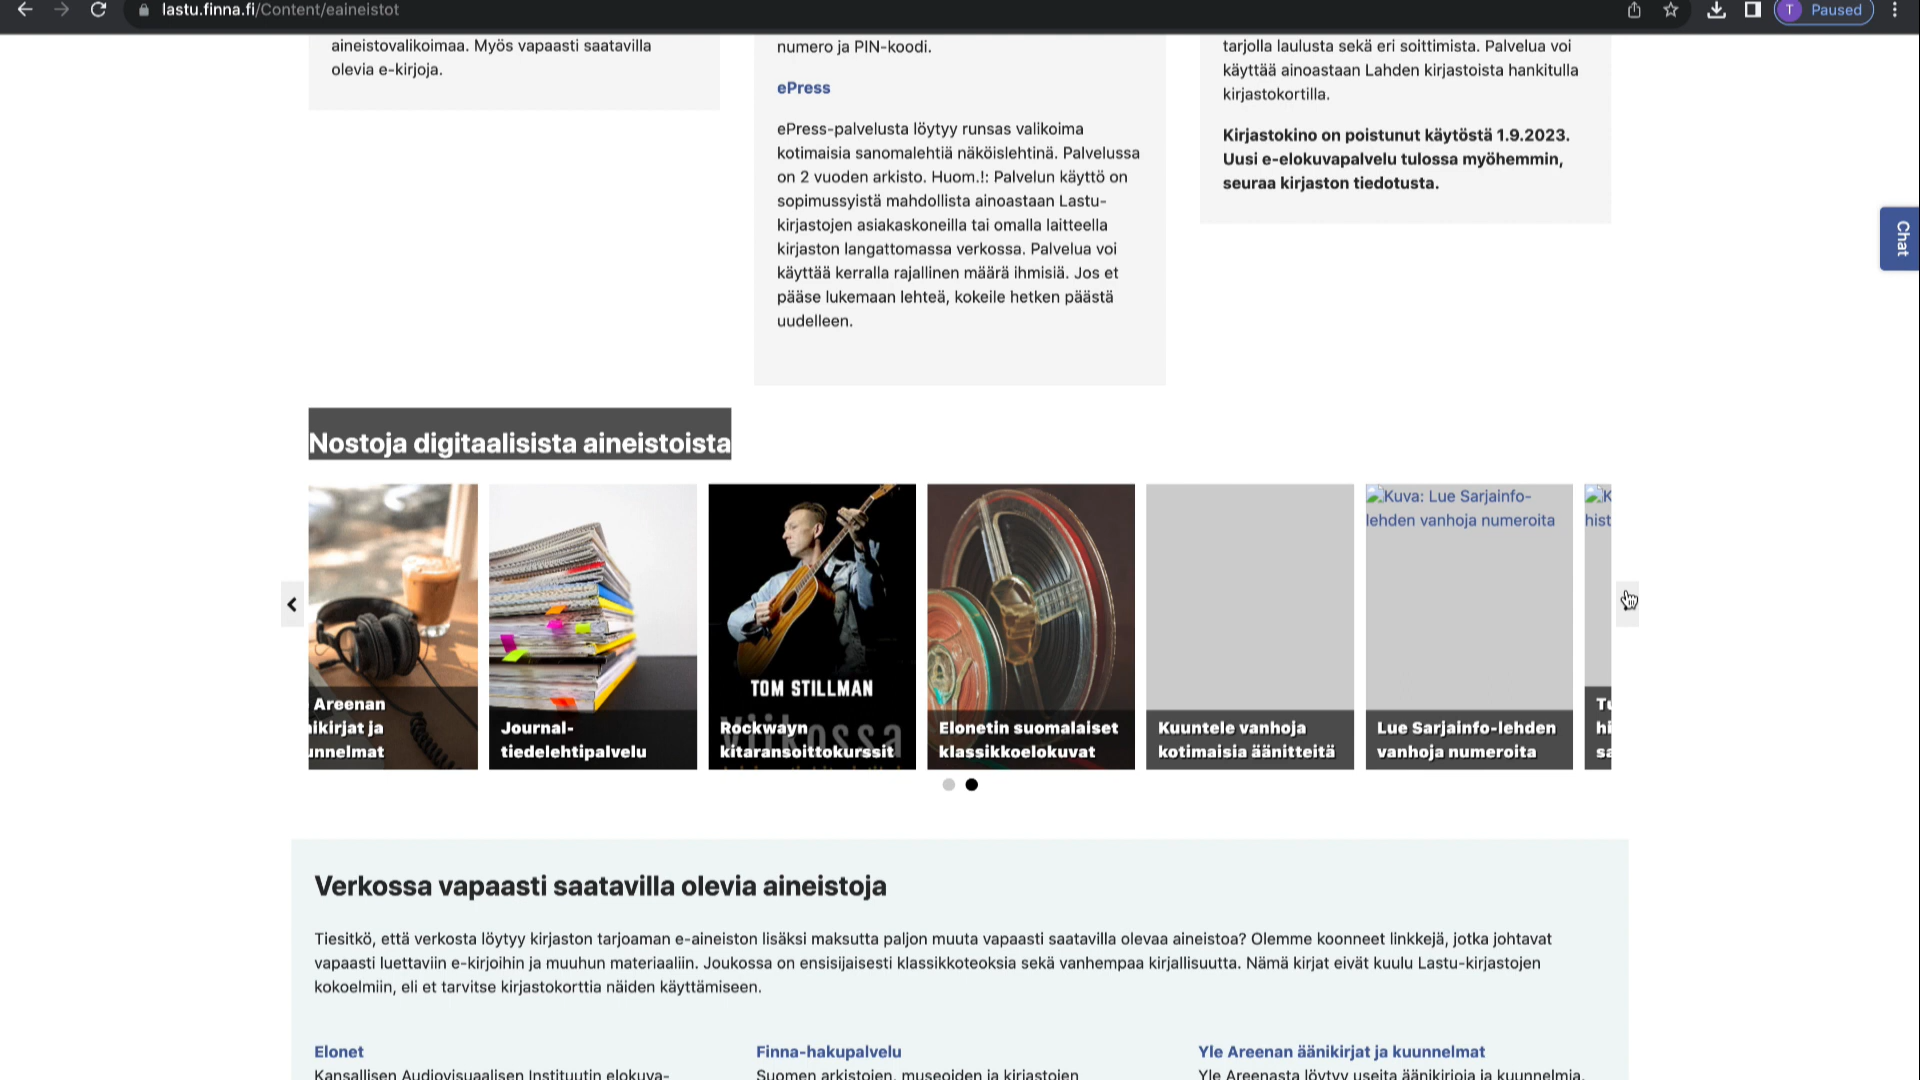 lastu.finna.fi/Content/eaineistot
T
Paused
aineistovalikoimaa. Myös vapaasti saatavilla
olevia e-kirjoja.
numero ja PIN-koodi.
ePress
ePress-palvelusta löytyy runsas valikoima
kotimaisia sanomalehtiä näköislehtinä. Palvelussa
on 2 vuoden arkisto. Huom.!: Palvelun käyttö on
sopimussyistä mahdollista ainoastaan Lastu-
kirjastojen asiakaskoneilla tai omalla laitteella
kirjaston langattomassa verkossa. Palvelua voi
käyttää kerralla rajallinen määrä ihmisiä. Jos et
pääse lukemaan lehteä, kokeile hetken päästä
uudelleen.
tarjolla laulusta sekä eri soittimista. Palvelua voi
käyttää ainoastaan Lahden kirjastoista hankitulla
kirjastokortilla.
Kirjastokino on poistunut käytöstä 1.9.2023.
Uusi e-elokuvapalvelu tulossa myöhemmin,
seuraa kirjaston tiedotusta.
Chat
Nostoja digitaalisista aineistoista
Areenan
nikirjat ja
unnelmat
Journal-
tiedelehtipalvelu
TOM STILLMAN
viikossa
Rockwayn
kitaransoittokurssit
Elonetin suomalaiset
klassikkoelokuvat
Kuuntele vanhoja
kotimaisia äänitteitä
Kuva: Lue Sarjainfo-
lehden vanhoja numeroita
Lue Sarjainfo-lehden
vanhoja numeroita
K
hist
Tu
hi
sa
Verkossa vapaasti saatavilla olevia aineistoja
Tiesitkö, että verkosta löytyy kirjaston tarjoaman e-aineiston lisäksi maksutta paljon muuta vapaasti saatavilla olevaa aineistoa? Olemme koonneet linkkejä, jotka johtavat
vapaasti luettaviin e-kirjoihin ja muuhun materiaaliin. Joukossa on ensisijaisesti klassikkoteoksia sekä vanhempaa kirjallisuutta. Nämä kirjat eivät kuulu Lastu-kirjastojen
kokoelmiin, eli et tarvitse kirjastokorttia näiden käyttämiseen.
Elonet
Kansallisen Audiovisuaalisen Instituutin elokuva-
Finna-hakupalvelu
Suomen arkistojen, museoiden ja kirjastojen
Yle Areenan äänikirjat ja kuunnelmat
Yle Areenasta löytyy useita äänikirjoja ja kuunnelmia.